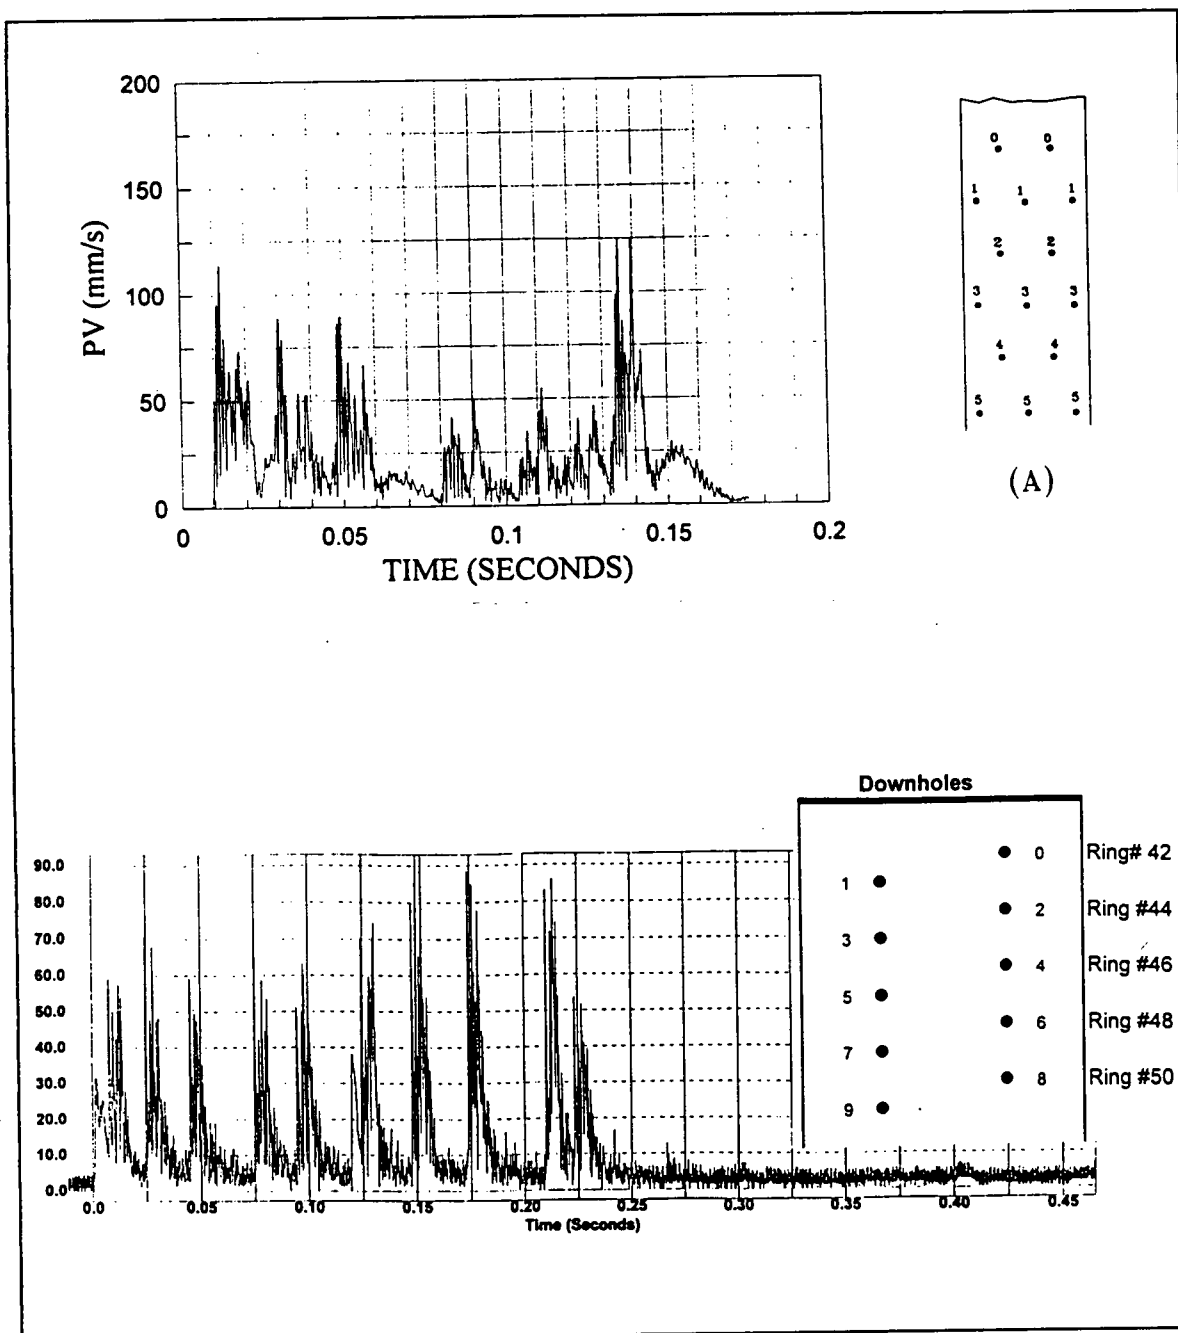 200
150
100
50
0
PV (mm/s)
0 0.05 0.1 0.15 0.2
TIME (SECONDS)
0 0
1 1 1
2 2
3 3 3
4 4
5 5 5
(A)
Downholes
0 Ring# 42
1
2 Ring #44
3
4 Ring #46
5
6 Ring #48
7
8 Ring #50
9
90.0
80.0
70.0
60.0
50.0
40.0
30.0
20.0
10.0
0.0
0.0 0.05 0.10 0.15 0.20 0.25 0.30 0.35 0.40 0.45
Time (Seconds)